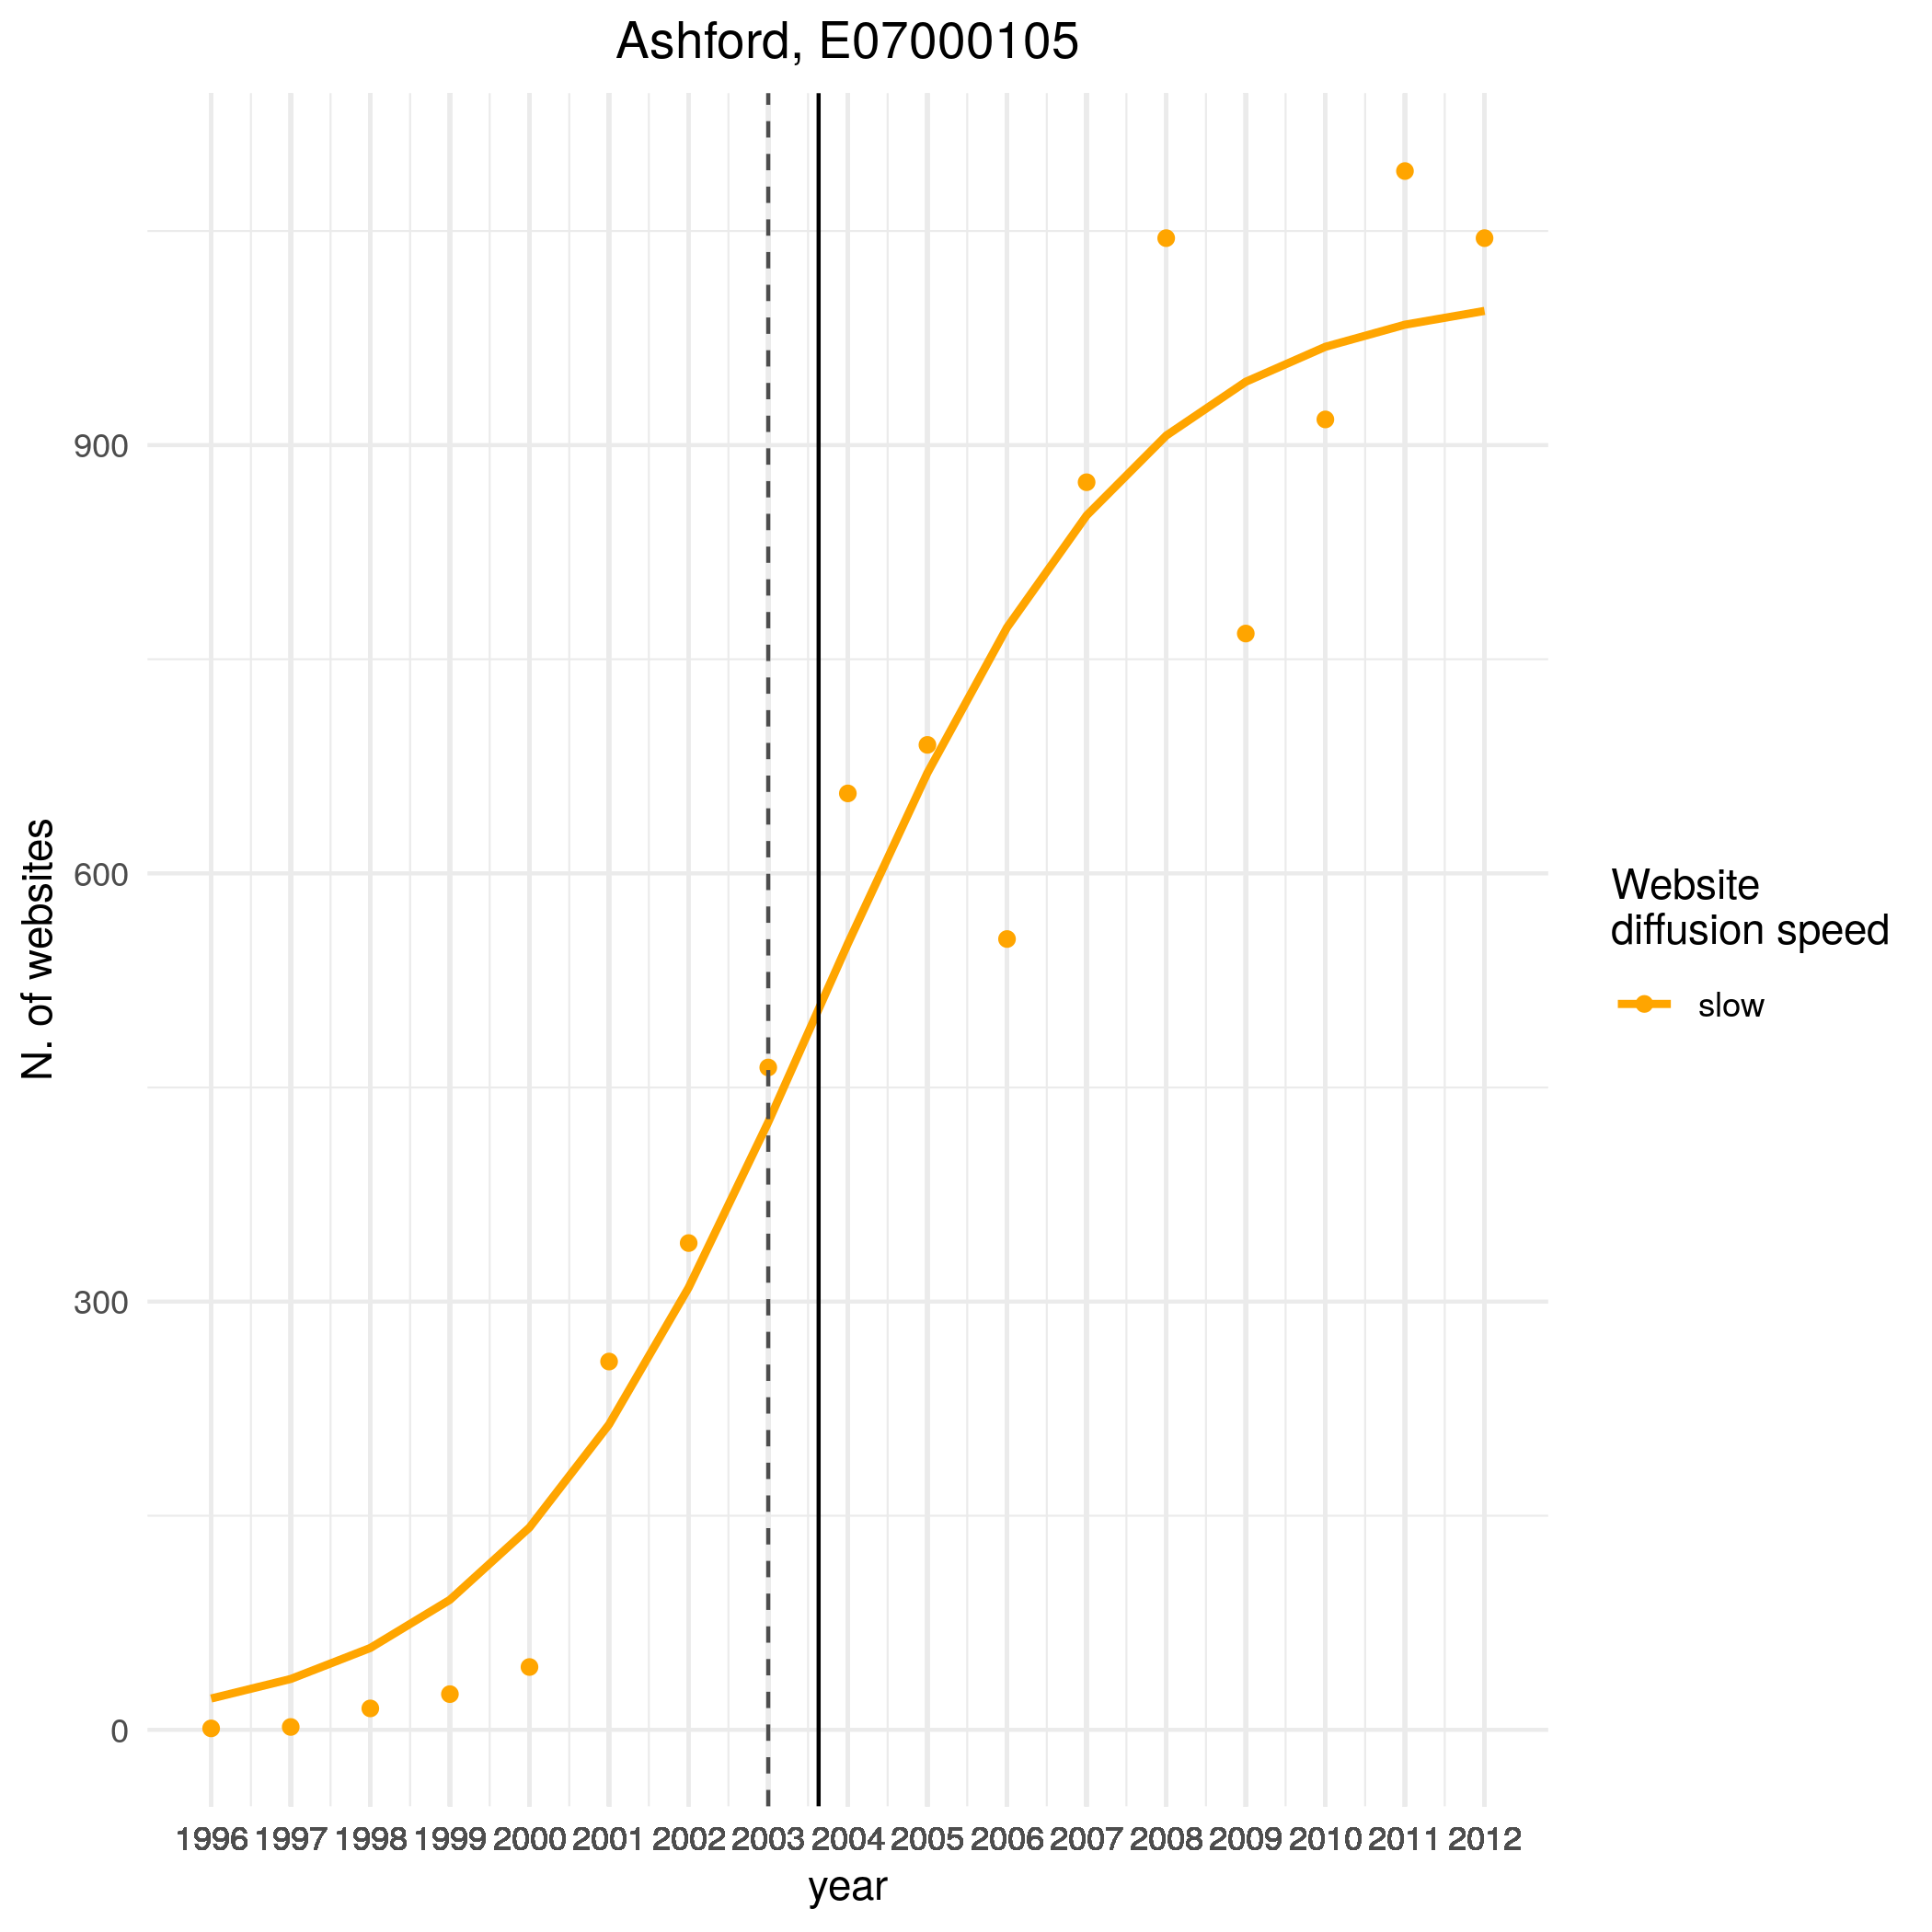 Ashford, E07000105
N. of websites
900
600
300
0
1996 1997 1998 1999 2000 2001 2002 2003 2004 2005 2006 2007 2008 2009 2010 2011 2012
year
Website
diffusion speed
slow